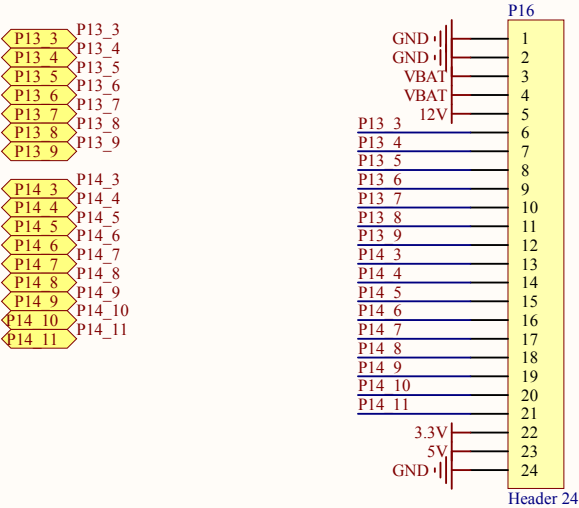 P13_3 P13_3
P13_4 P13_4
P13_5 P13_5
P13_6 P13_6
P13_7 P13_7
P13_8 P13_8
P13_9 P13_9
P14_3 P14_3
P14_4 P14_4
P14_5 P14_5
P14_6 P14_6
P14_7 P14_7
P14_8 P14_8
P14_9 P14_9
P14_10 P14_10
P14_11 P14_11
P16
GND 1
GND 2
VBAT 3
VBAT 4
12V 5
P13_3 6
P13_4 7
P13_5 8
P13_6 9
P13_7 10
P13_8 11
P13_9 12
P14_3 13
P14_4 14
P14_5 15
P14_6 16
P14_7 17
P14_8 18
P14_9 19
P14_10 20
P14_11 21
3.3V 22
5V 23
GND 24
Header 24